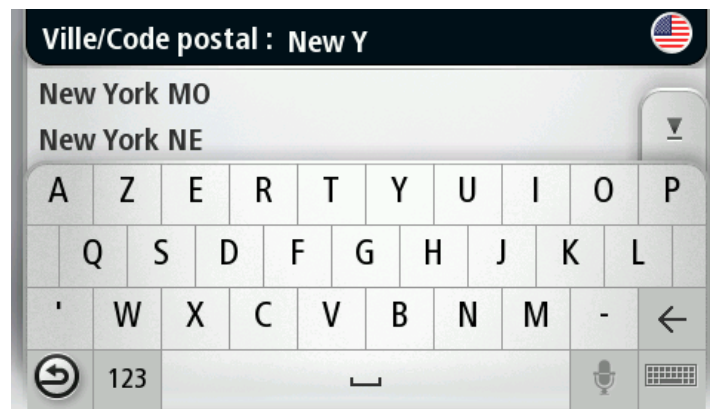 Ville/Code postal : New Y
New York MO
New York NE
A Z E R T Y U I O P
Q S D F G H J K L
' W X C V B N M -
123